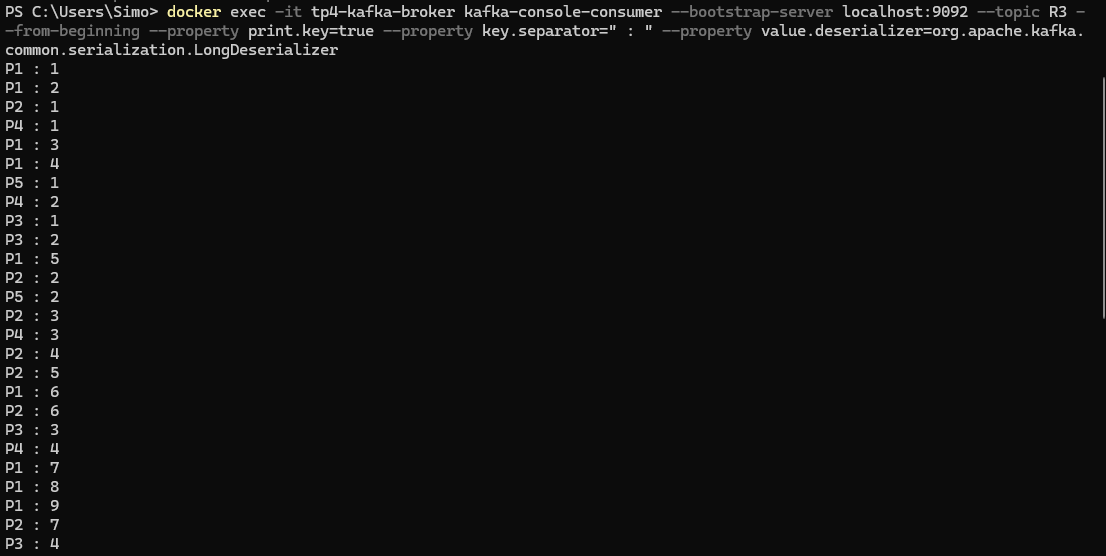 PS C:\Users\Simo> docker exec -it tp4-kafka-broker kafka-console-consumer --bootstrap-server localhost:9092 --topic R3 -
-from-beginning --property print.key=true --property key.separator=" : " --property value.deserializer=org.apache.kafka.
common.serialization.LongDeserializer
P1 : 1
P1 : 2
P2 : 1
P4 : 1
P1 : 3
P1 : 4
P5 : 1
P4 : 2
P3 : 1
P3 : 2
P1 : 5
P2 : 2
P5 : 2
P2 : 3
P4 : 3
P2 : 4
P2 : 5
P1 : 6
P2 : 6
P3 : 3
P4 : 4
P1 : 7
P1 : 8
P1 : 9
P2 : 7
P3 : 4